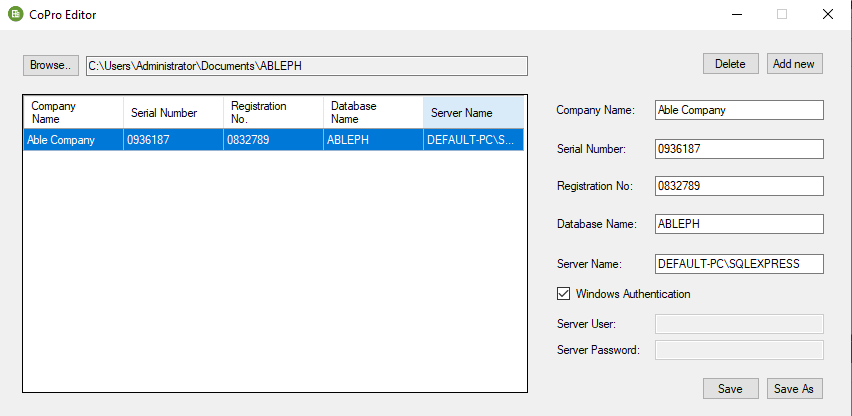 CoPro Editor
Browse.. C:\Users\Administrator\Documents\ABLEPH Delete Add new
Company Name Serial Number Registration No. Database Name Server Name
Able Company 0936187 0832789 ABLEPH DEFAULT-PC\S...
Company Name: Able Company
Serial Number: 0936187
Registration No: 0832789
Database Name: ABLEPH
Server Name: DEFAULT-PC\SQLEXPRESS
Windows Authentication
Server User:
Server Password:
Save Save As